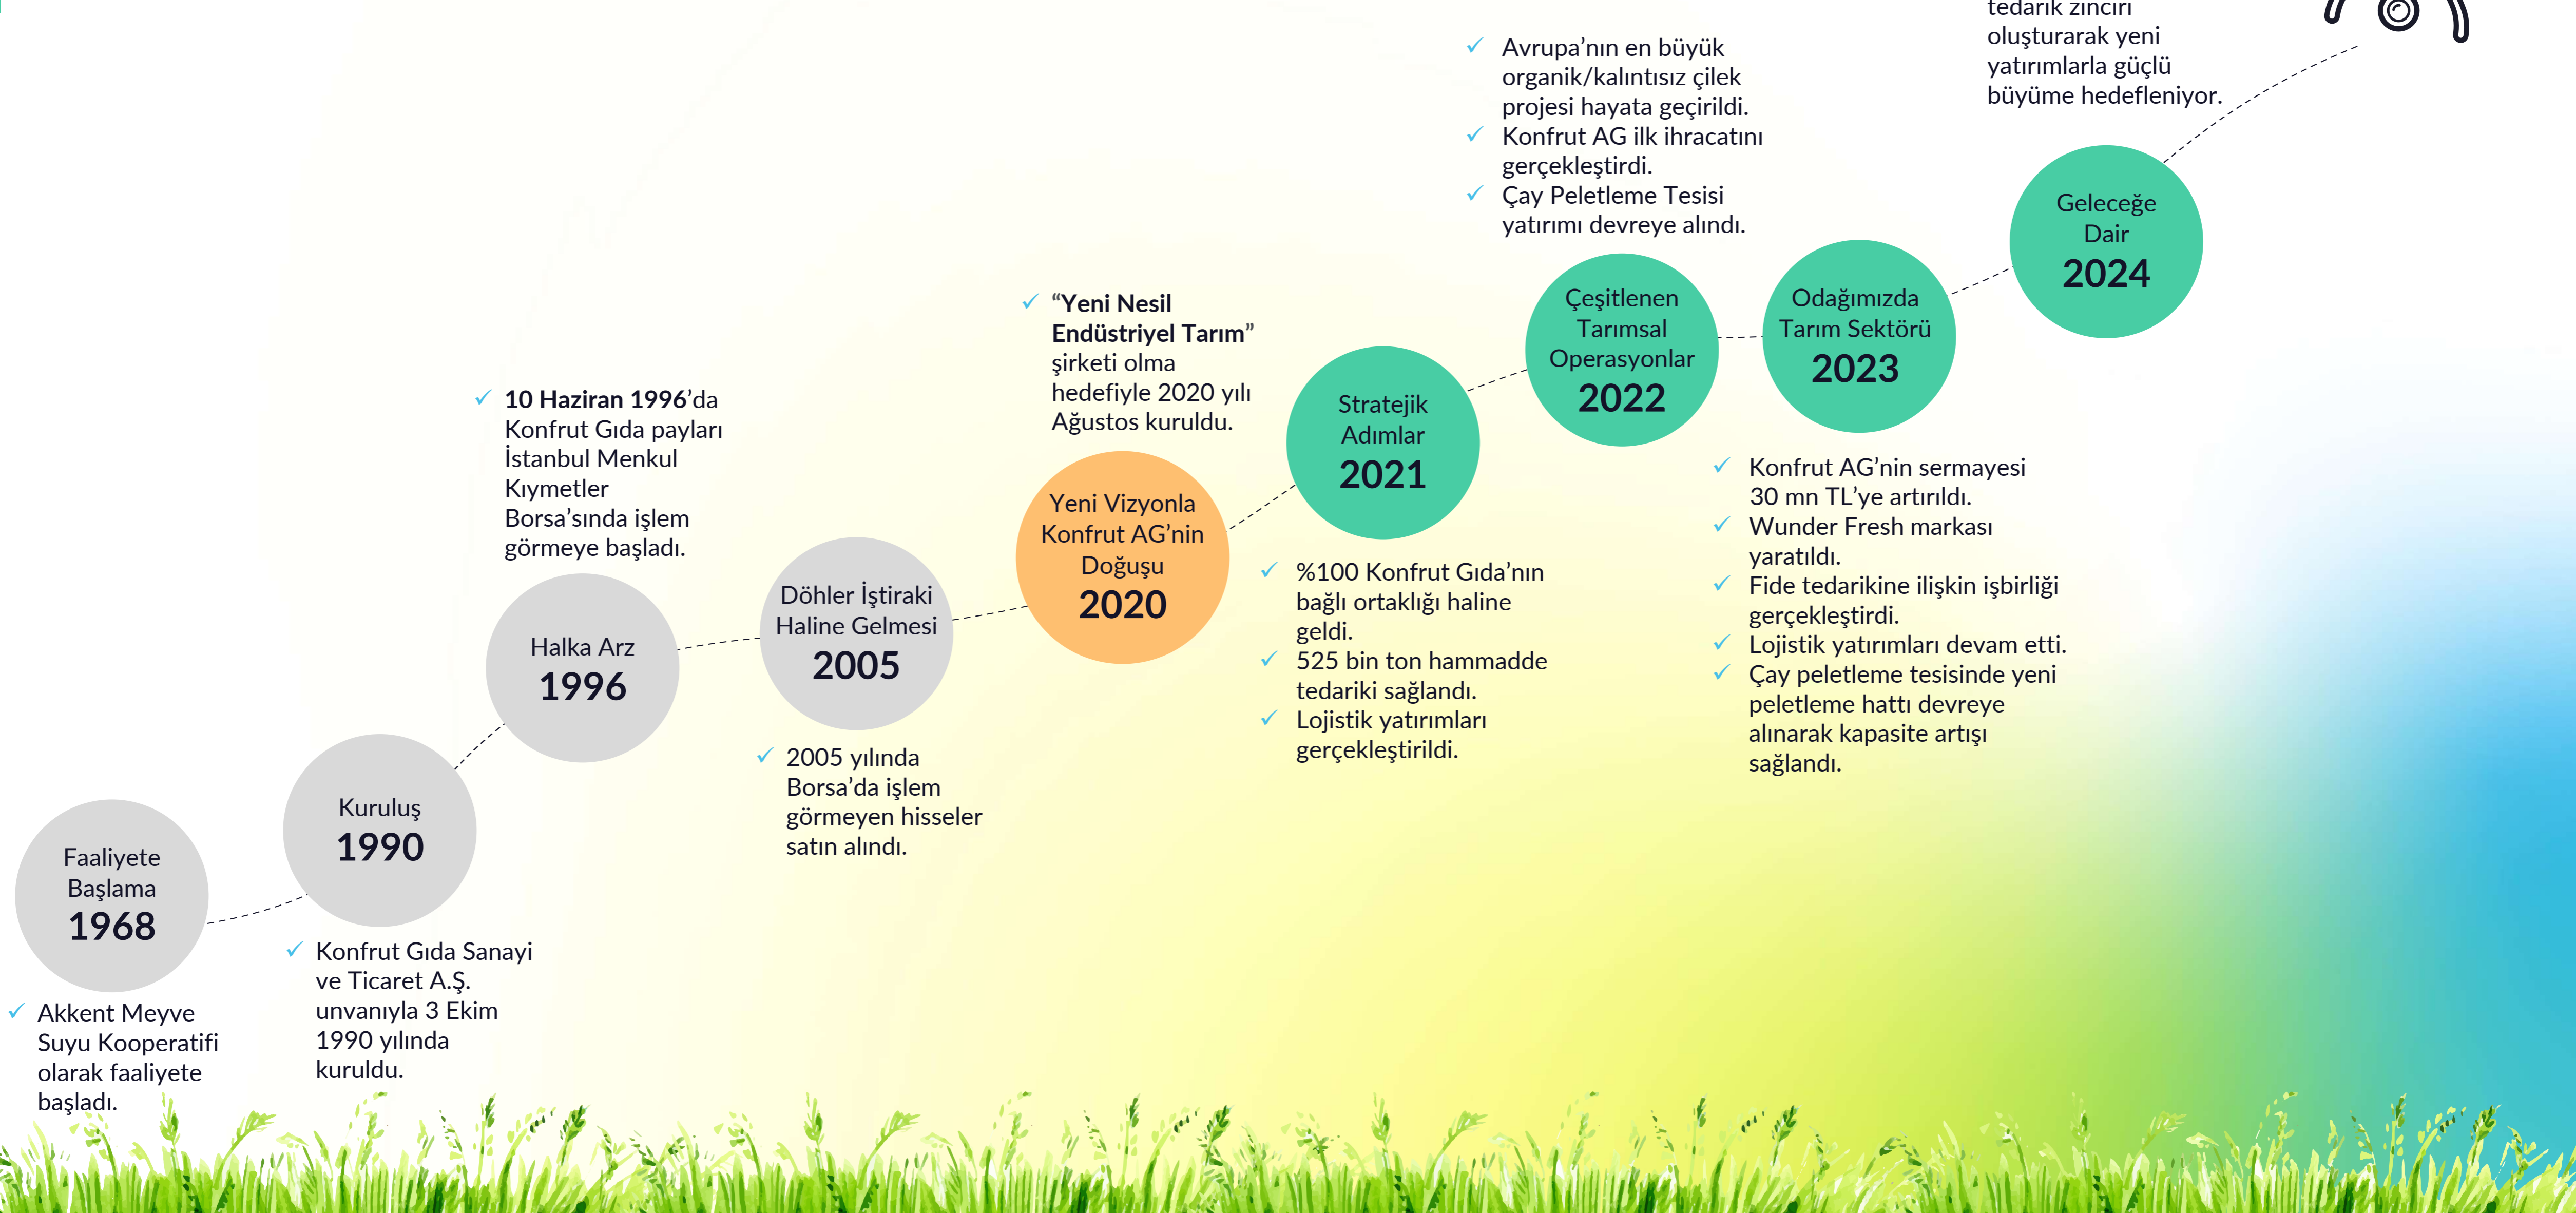 Faaliyete
Başlama
1968
Akkent Meyve
Suyu Kooperatifi
olarak faaliyete
başladı.
Kuruluş
1990
Konfrut Gıda Sanayi
ve Ticaret A.Ş.
unvanıyla 3 Ekim
1990 yılında
kuruldu.
10 Haziran 1996’da
Konfrut Gıda payları
İstanbul Menkul
Kıymetler
Borsa’sında işlem
görmeye başladı.
Halka Arz
1996
Döhler İştiraki
Haline Gelmesi
2005
2005 yılında
Borsa’da işlem
görmeyen hisseler
satın alındı.
“Yeni Nesil
Endüstriyel Tarım”
şirketi olma
hedefiyle 2020 yılı
Ağustos kuruldu.
Yeni Vizyonla
Konfrut AG’nin
Doğuşu
2020
Stratejik
Adımlar
2021
%100 Konfrut Gıda’nın
bağlı ortaklığı haline
geldi.
525 bin ton hammadde
tedariki sağlandı.
Lojistik yatırımları
gerçekleştirildi.
Avrupa’nın en büyük
organik/kalıntısız çilek
projesi hayata geçirildi.
Konfrut AG ilk ihracatını
gerçekleştirdi.
Çay Peletleme Tesisi
yatırımı devreye alındı.
Çeşitlenen
Tarımsal
Operasyonlar
2022
Odağımızda
Tarım Sektörü
2023
Konfrut AG’nin sermayesi
30 mn TL’ye artırıldı.
Wunder Fresh markası
yaratıldı.
Fide tedarikine ilişkin işbirliği
gerçekleştirdi.
Lojistik yatırımları devam etti.
Çay peletleme tesisinde yeni
peletleme hattı devreye
alınarak kapasite artışı
sağlandı.
tedarik zinciri
oluşturarak yeni
yatırımlarla güçlü
büyüme hedefleniyor.
Geleceğe
Dair
2024